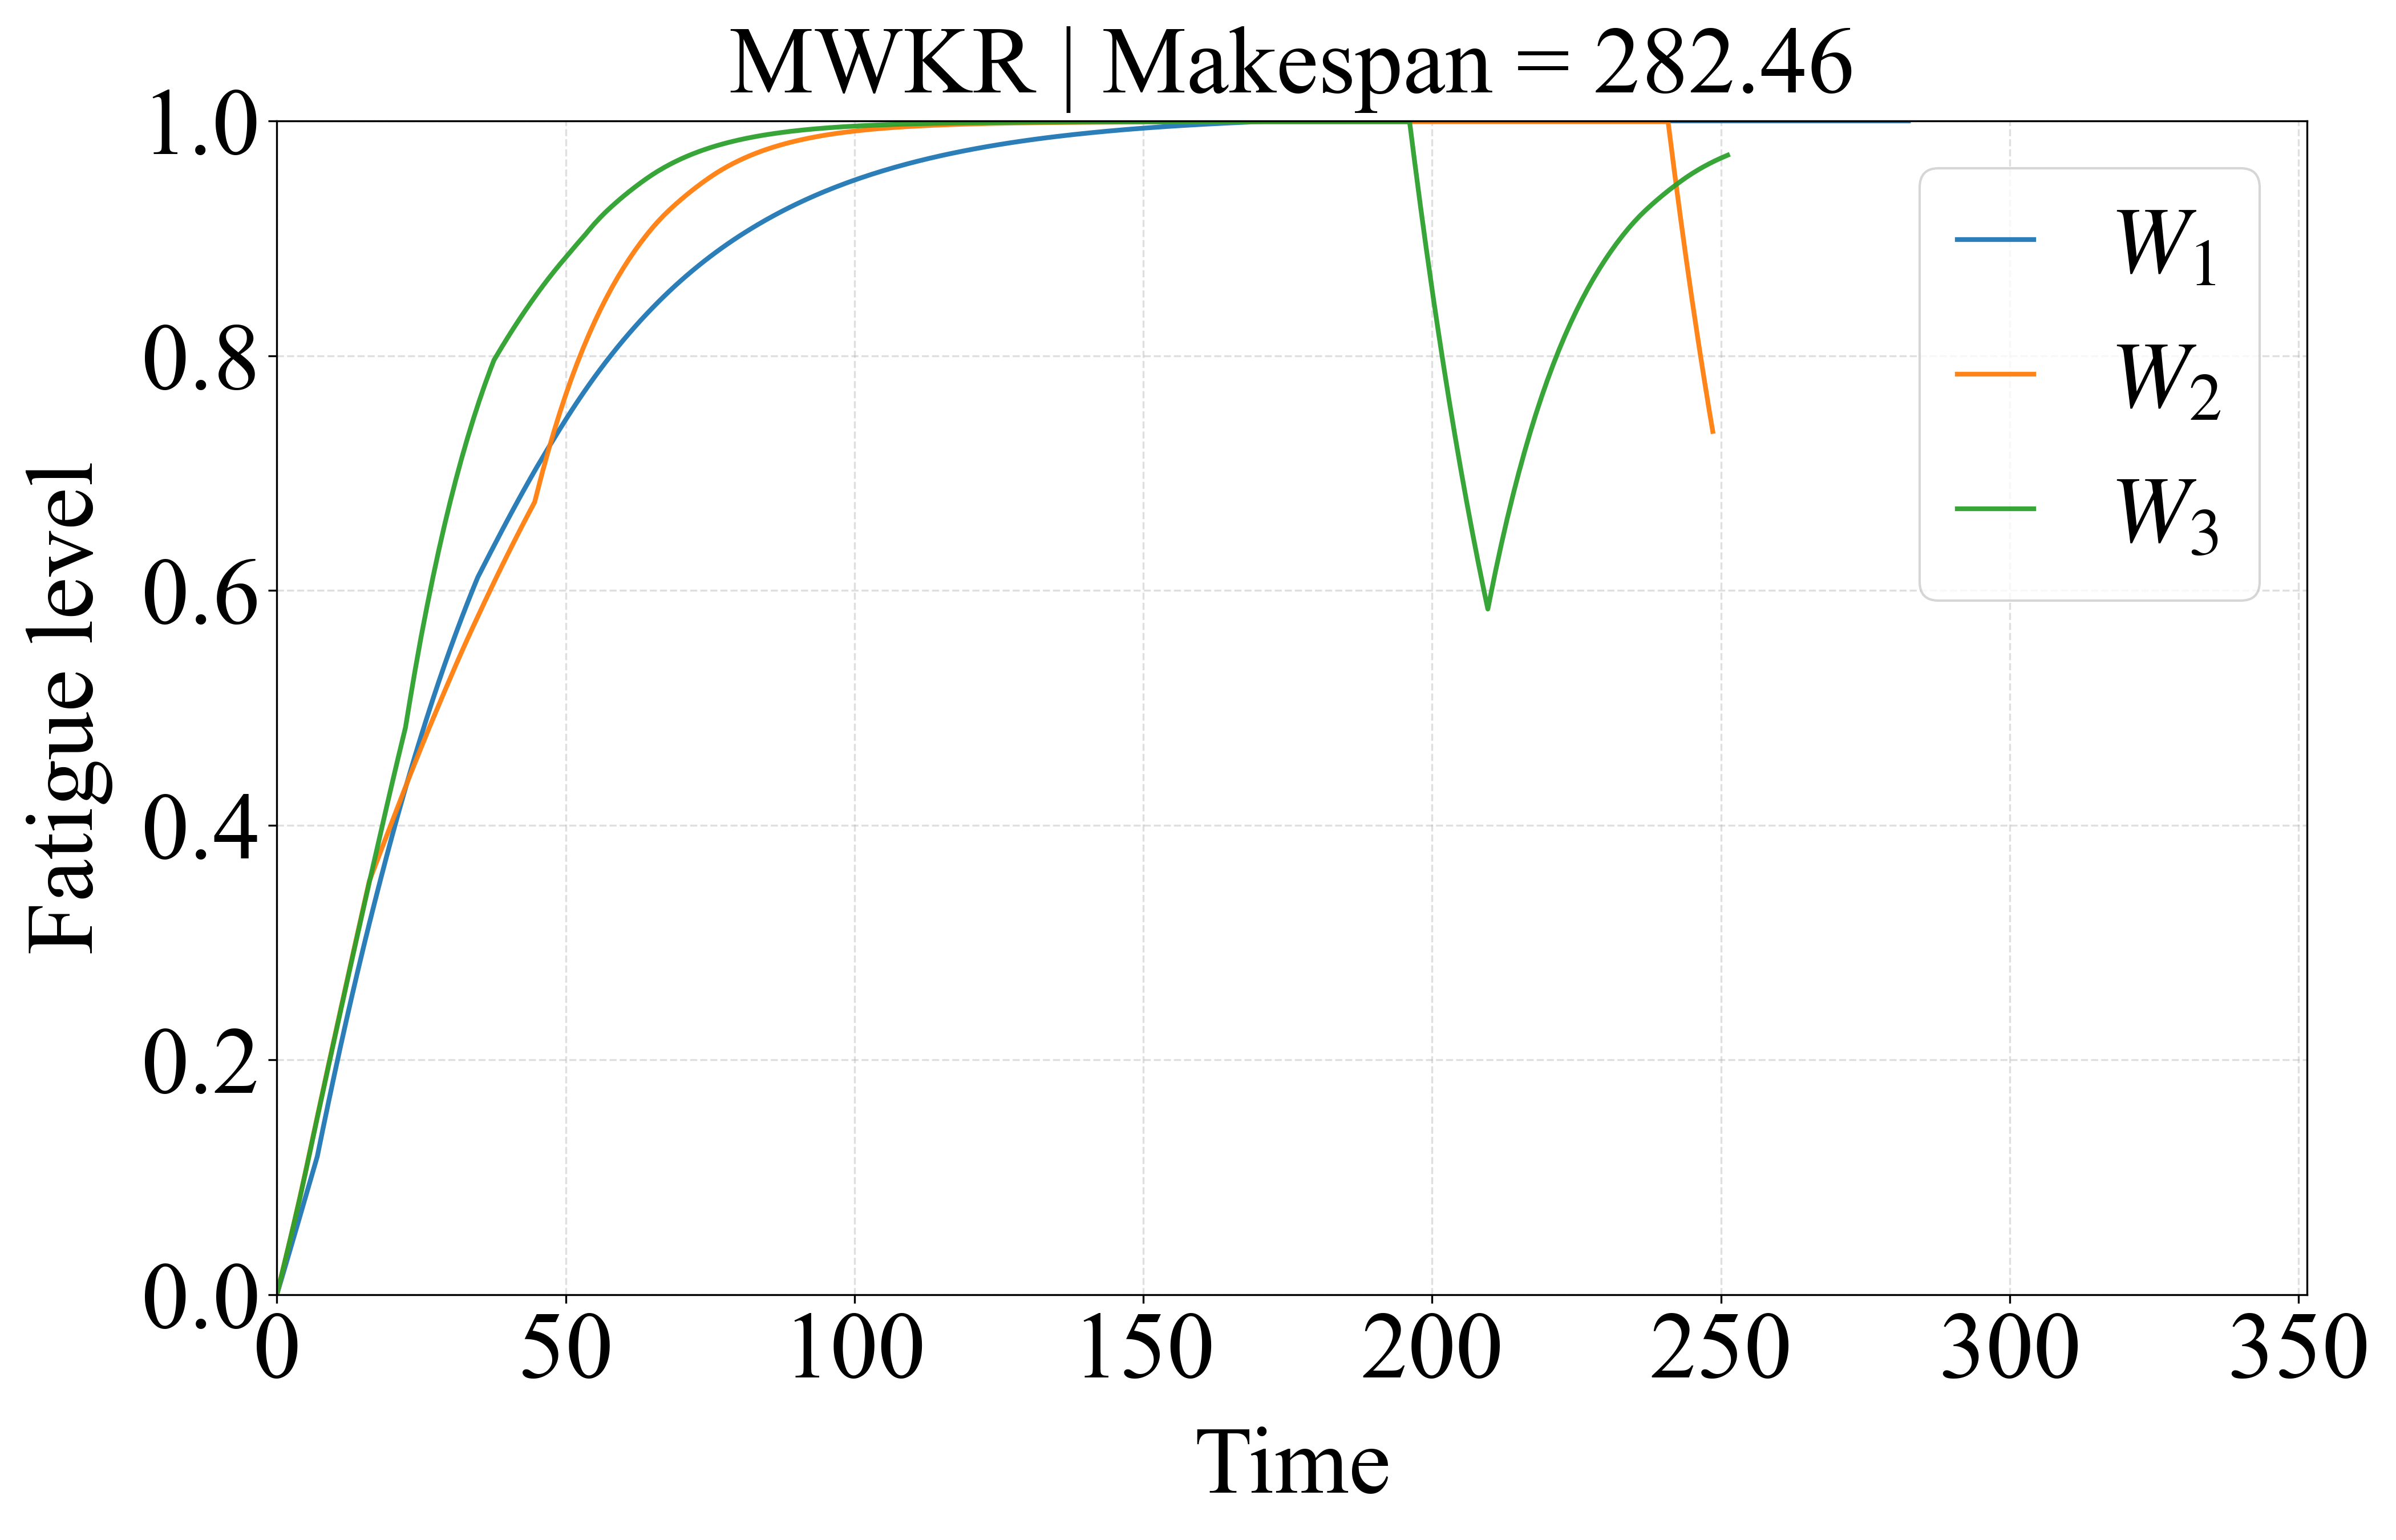 MWKR | Makespan = 282.46
Fatigue level
1.0
0.8
0.6
0.4
0.2
0.0
0 50 100 150 200 250 300 350
Time
W₁
W₂
W₃